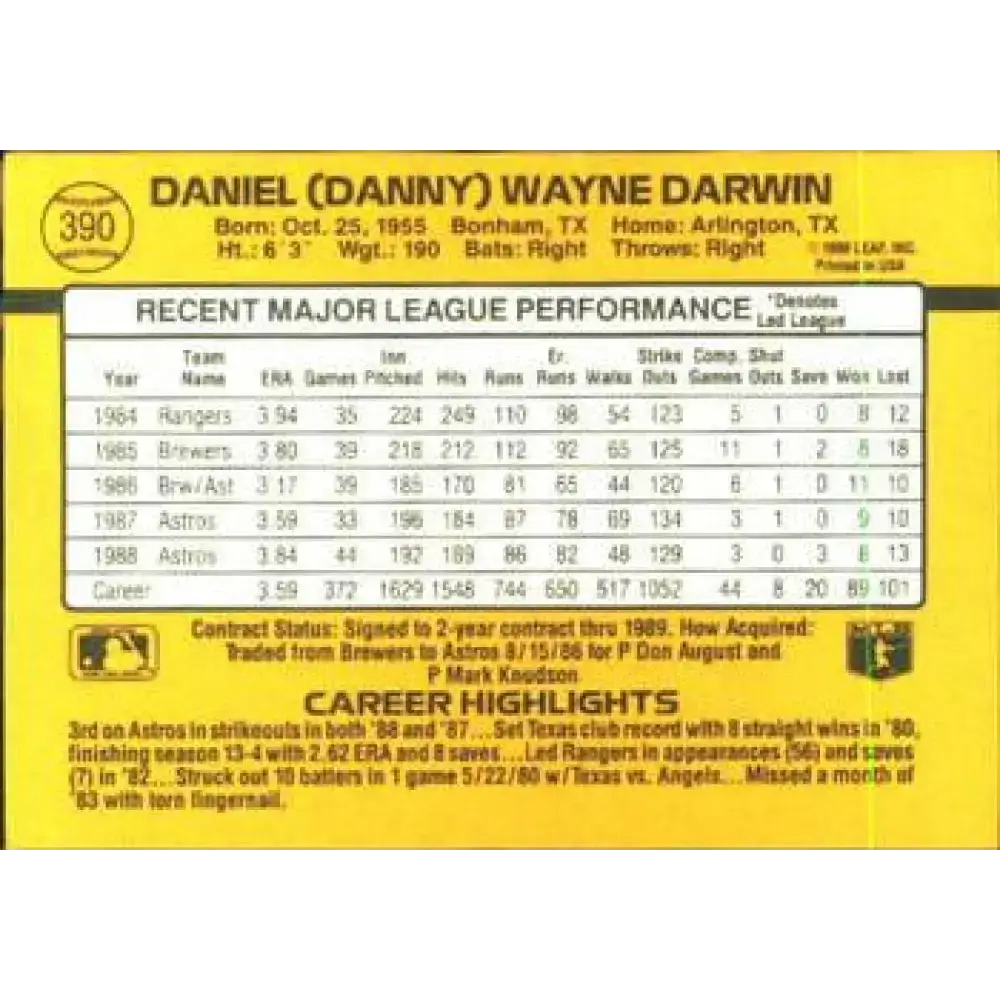 390
DANIEL (DANNY) WAYNE DARWIN
Born: Oct. 25, 1955 Bonham, TX Home: Arlington, TX
Ht.: 6'3" Wgt.: 190 Bats: Right Throws: Right
© 1988 LEAF, INC.
Printed in USA
RECENT MAJOR LEAGUE PERFORMANCE *Denotes Led League
Year Team Name ERA Games Inn Pitched Hits Runs Er. Runs Walks Strike Outs Comp. Games Shut Outs Save Won Lost
1984 Rangers 3.94 35 224 249 110 98 54 123 5 1 0 8 12
1985 Brewers 3.80 39 218 212 112 92 65 125 11 1 2 8 18
1986 Brw/Ast 3.17 39 185 170 81 65 44 120 6 1 0 11 10
1987 Astros 3.59 33 196 184 87 78 69 134 3 1 0 9 10
1988 Astros 3.84 44 192 189 86 82 48 129 3 0 3 8 13
Career 3.59 372 1629 1548 744 650 517 1052 44 8 20 89 101
Contract Status: Signed to 2-year contract thru 1989. How Acquired:
Traded from Brewers to Astros 8/15/86 for P Don August and
P Mark Knudson
CAREER HIGHLIGHTS
3rd on Astros in strikeouts in both '88 and '87...Set Texas club record with 8 straight wins in '80,
finishing season 13-4 with 2.62 ERA and 8 saves...Led Rangers in appearances (56) and saves
(7) in '82...Struck out 10 batters in 1 game 5/22/80 w/Texas vs. Angels...Missed a month of
'83 with torn fingernail.